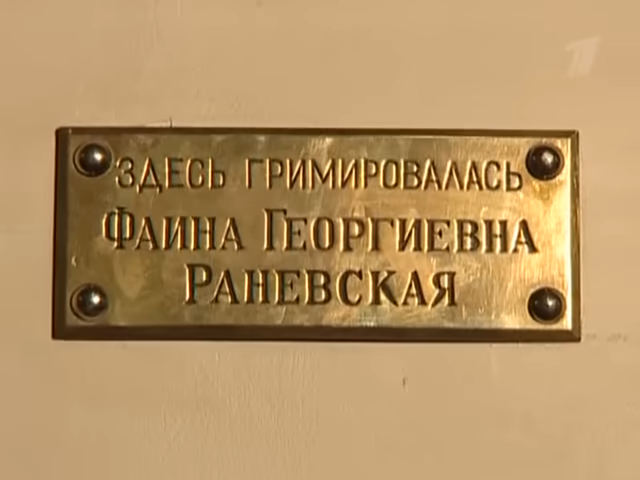 ЗДЕСЬ ГРИМИРОВАЛАСЬ
ФАИНА ГЕОРГИЕВНА
РАНЕВСКАЯ